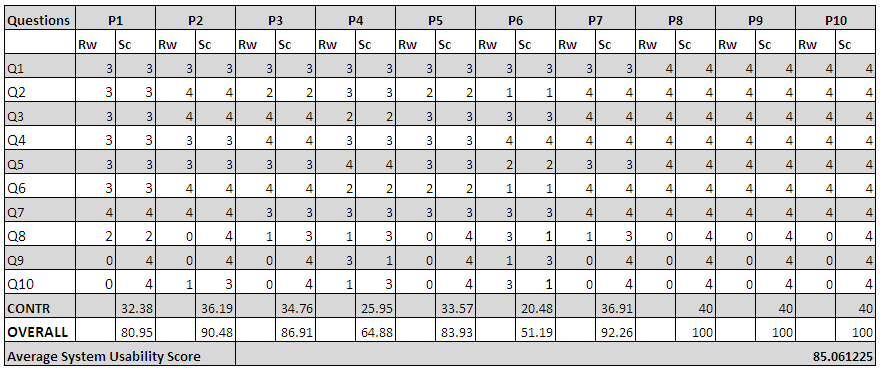 Questions P1 P2 P3 P4 P5 P6 P7 P8 P9 P10
Rw Sc Rw Sc Rw Sc Rw Sc Rw Sc Rw Sc Rw Sc Rw Sc Rw Sc Rw Sc
Q1 3 3 3 3 3 3 3 3 3 3 3 3 3 3 4 4 4 4 4 4
Q2 3 3 4 4 2 2 3 3 2 2 1 1 4 4 4 4 4 4 4 4
Q3 3 3 4 4 4 4 2 2 3 3 3 3 4 4 4 4 4 4 4 4
Q4 3 3 3 3 4 4 3 3 3 3 4 4 4 4 4 4 4 4 4 4
Q5 3 3 3 3 3 3 4 4 3 3 2 2 3 3 4 4 4 4 4 4
Q6 3 3 4 4 4 4 2 2 2 2 1 1 4 4 4 4 4 4 4 4
Q7 4 4 4 4 3 3 3 3 3 3 3 3 4 4 4 4 4 4 4 4
Q8 2 2 0 4 1 3 1 3 0 4 3 1 1 3 0 4 0 4 0 4
Q9 0 4 0 4 0 4 3 1 0 4 1 3 0 4 0 4 0 4 0 4
Q10 0 4 1 3 0 4 1 3 0 4 3 1 0 4 0 4 0 4 0 4
CONTR 32.38 36.19 34.76 25.95 33.57 20.48 36.91 40 40 40
OVERALL 80.95 90.48 86.91 64.88 83.93 51.19 92.26 100 100 100
Average System Usability Score 85.061225